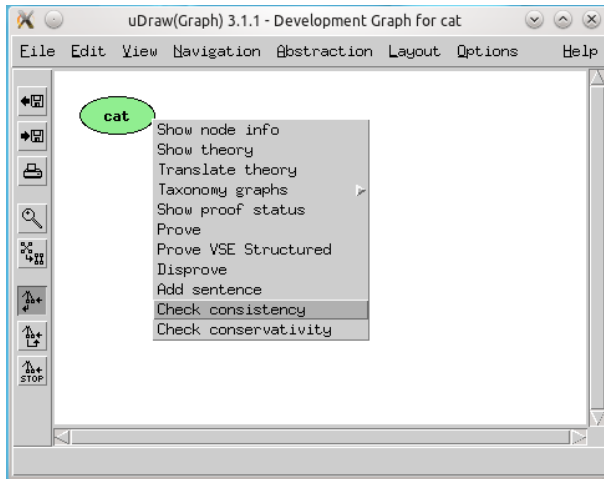 uDraw(Graph) 3.1.1 - Development Graph for cat
File Edit View Navigation Abstraction Layout Options Help
cat
Show node info
Show theory
Translate theory
Taxonomy graphs
Show proof status
Prove
Prove VSE Structured
Disprove
Add sentence
Check consistency
Check conservativity
STOP